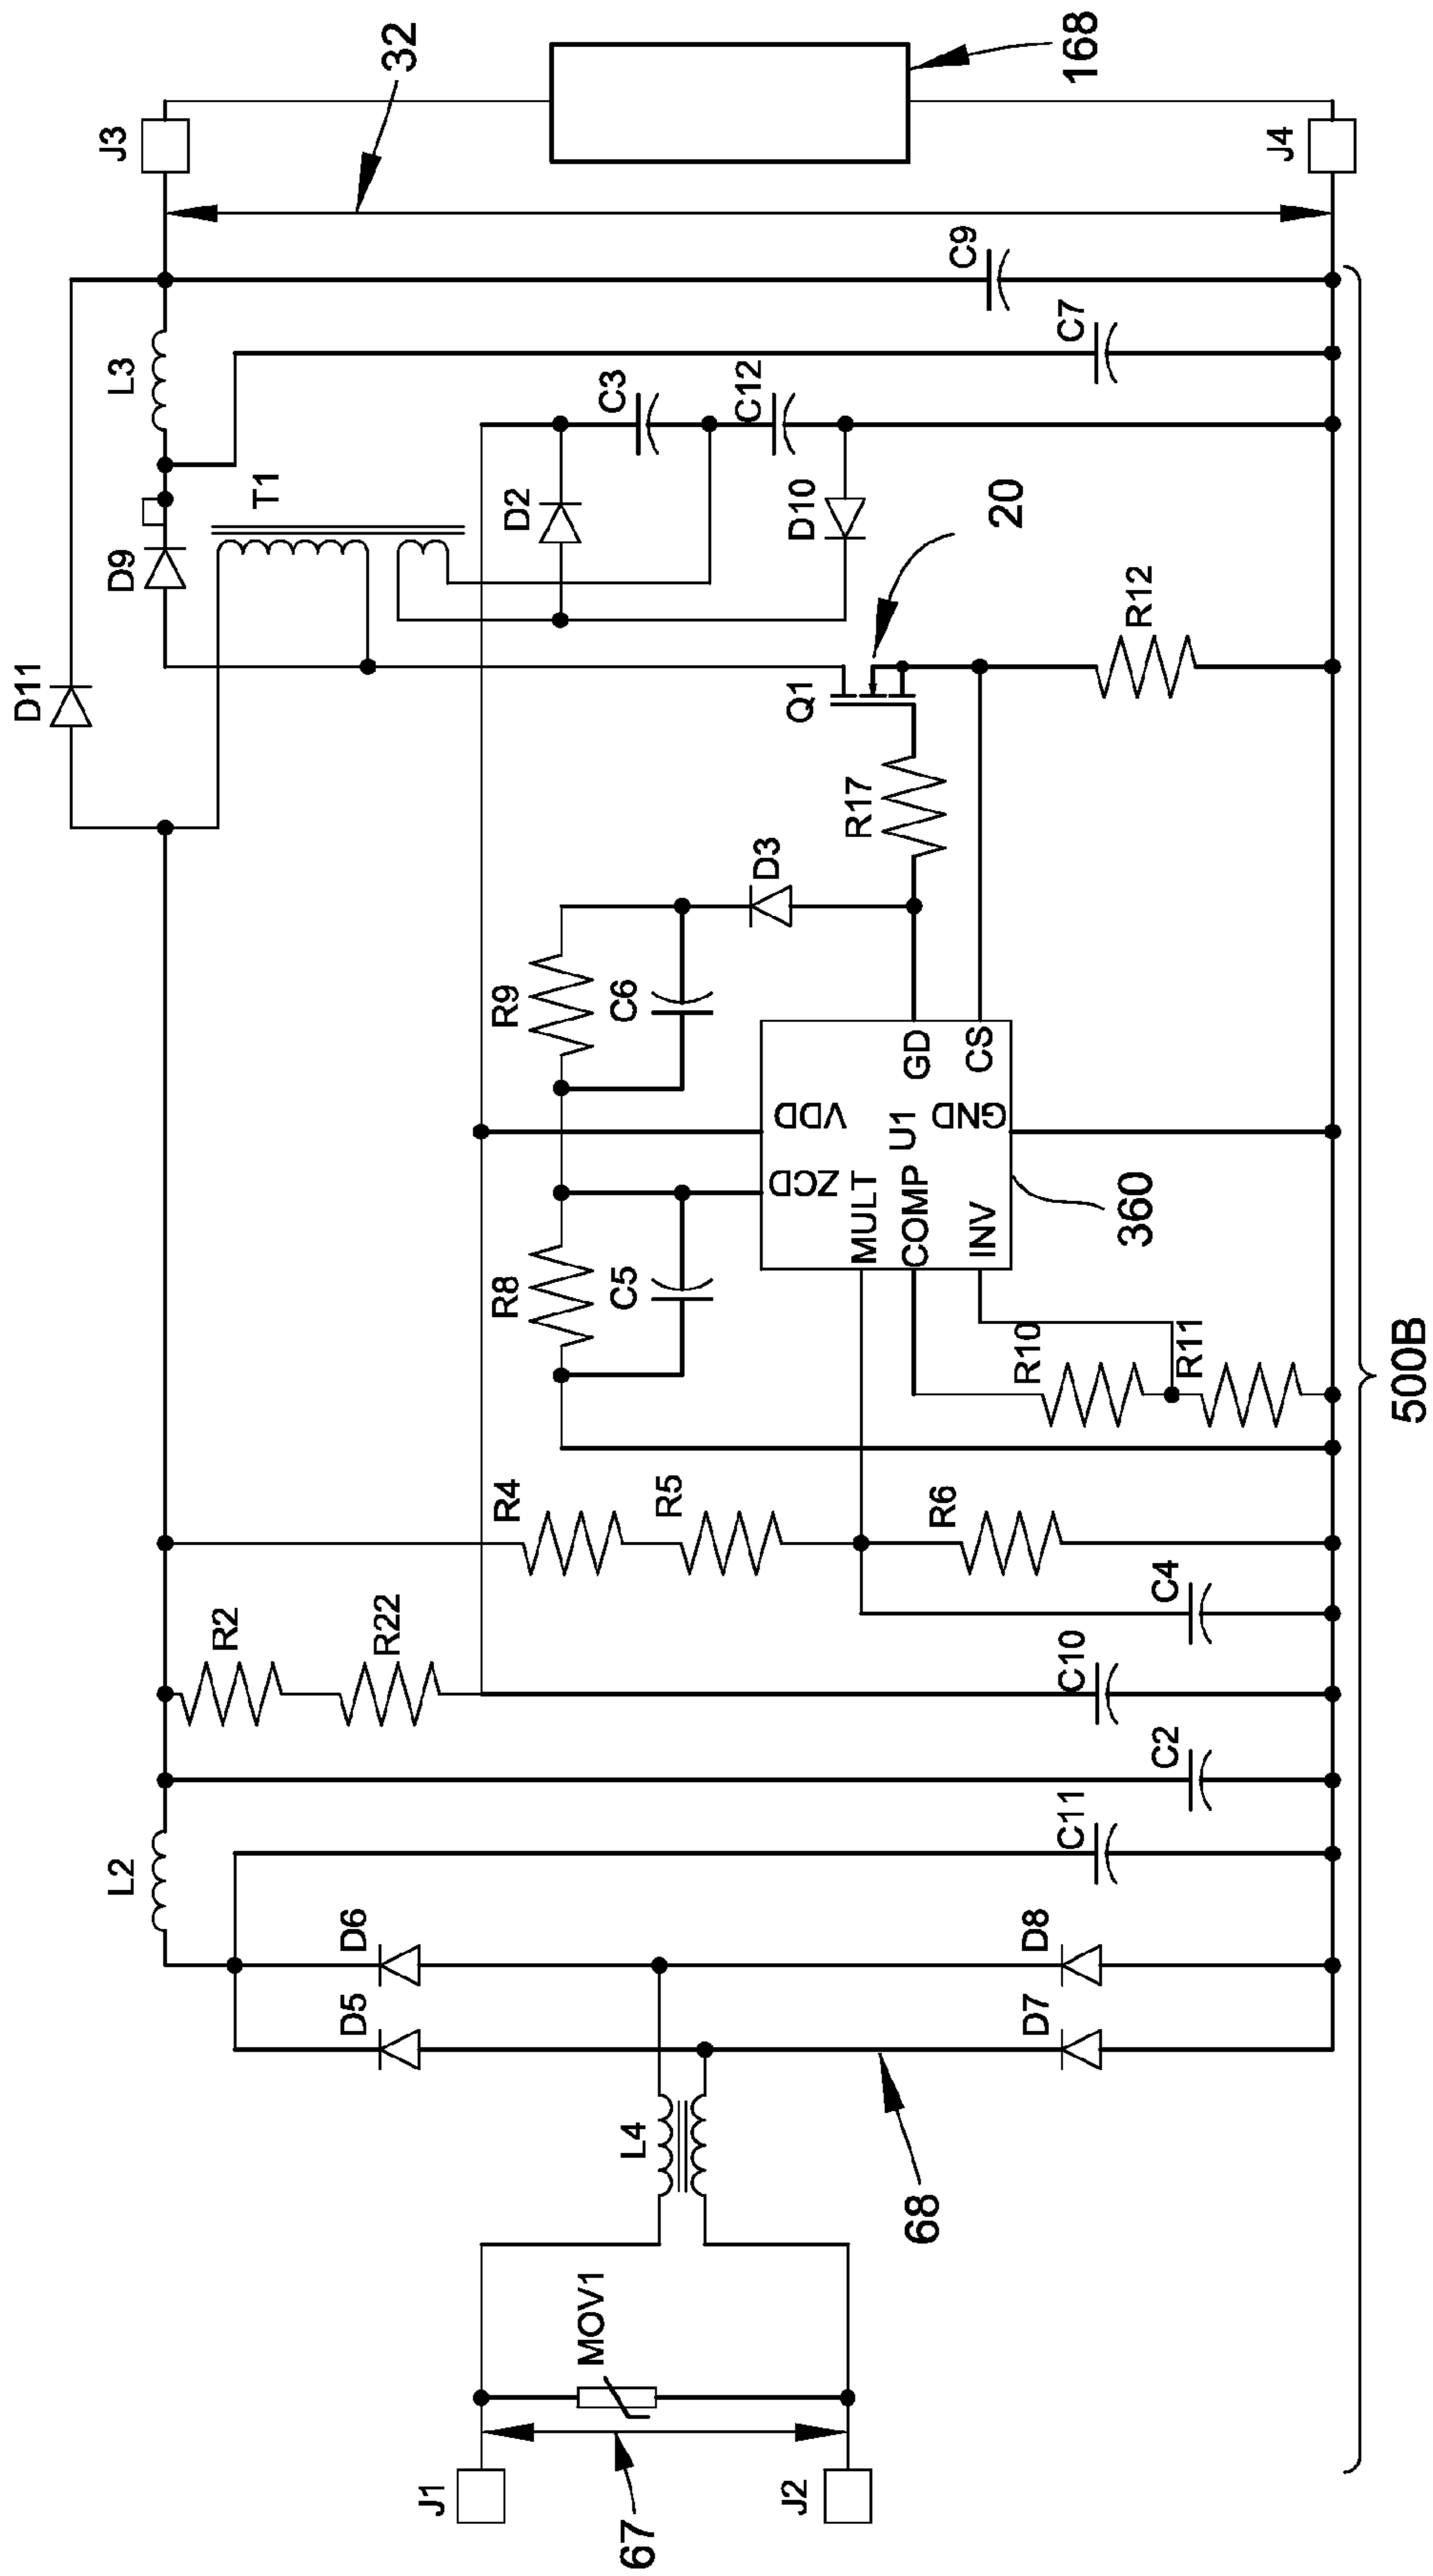 J1
67
J2
MOV1
L4
68
D5
D6
D7
D8
L2
C11
C2
R2
R22
C10
C4
R4
R5
R6
R8
C5
R10
R11
R9
C6
D3
ZCD
VDD
MULT
COMP
INV
U1
GD
CS
GND
360
R17
Q1
20
R12
D11
D9
T1
L3
D2
D10
C3
C12
C7
C9
32
J3
J4
168
500B